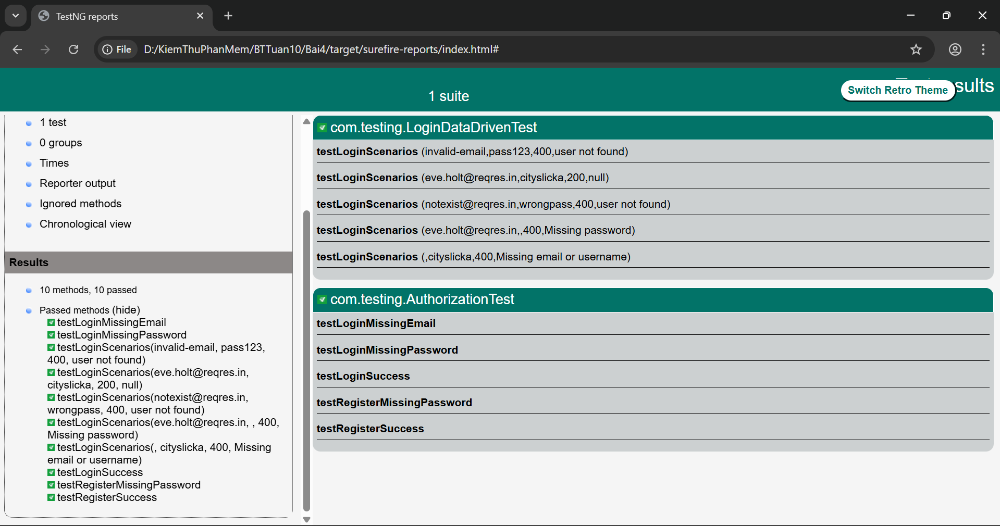 TestNG reports
File
D:/KiemThuPhanMem/BTTuan10/Bai4/target/surefire-reports/index.html#
1 suite
Switch Retro Theme
sults
1 test
0 groups
Times
Reporter output
Ignored methods
Chronological view
Results
10 methods, 10 passed
Passed methods (hide)
testLoginMissingEmail
testLoginMissingPassword
testLoginScenarios(invalid-email, pass123,
400, user not found)
testLoginScenarios(eve.holt@reqres.in,
cityslicka, 200, null)
testLoginScenarios(notexist@reqres.in,
wrongpass, 400, user not found)
testLoginScenarios(eve.holt@reqres.in, , 400,
Missing password)
testLoginScenarios(, cityslicka, 400, Missing
email or username)
testLoginSuccess
testRegisterMissingPassword
testRegisterSuccess
com.testing.LoginDataDrivenTest
testLoginScenarios (invalid-email,pass123,400,user not found)
testLoginScenarios (eve.holt@reqres.in,cityslicka,200,null)
testLoginScenarios (notexist@reqres.in,wrongpass,400,user not found)
testLoginScenarios (eve.holt@reqres.in,,400,Missing password)
testLoginScenarios (,cityslicka,400,Missing email or username)
com.testing.AuthorizationTest
testLoginMissingEmail
testLoginMissingPassword
testLoginSuccess
testRegisterMissingPassword
testRegisterSuccess